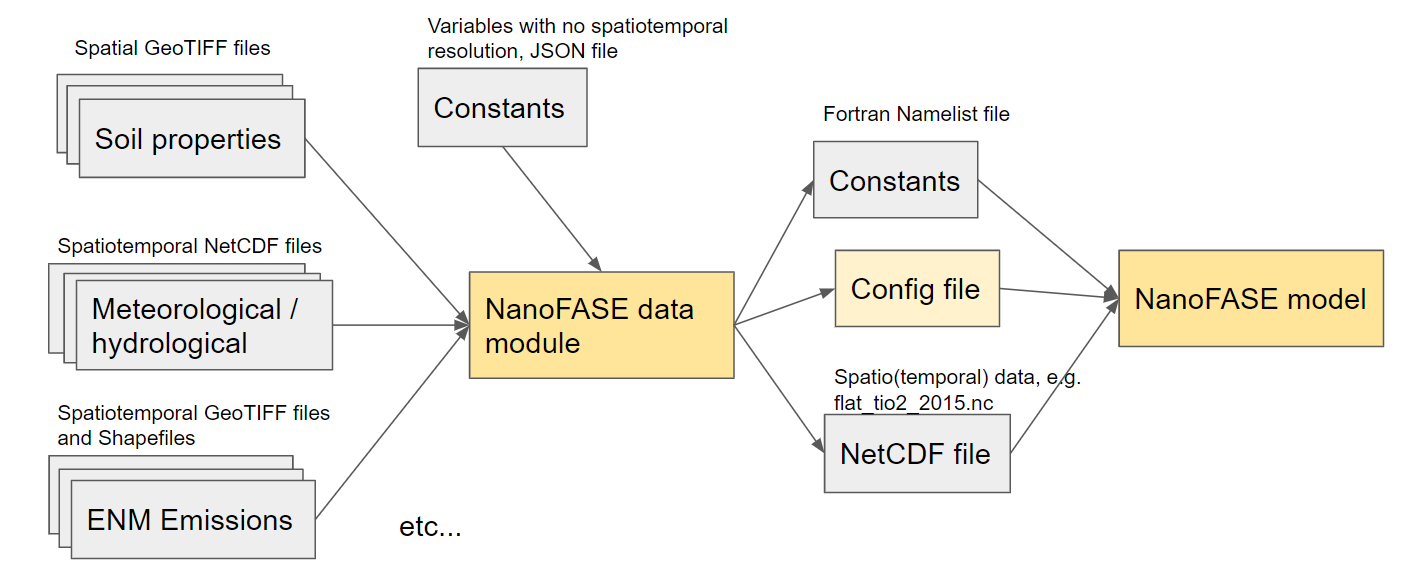 Spatial GeoTIFF files
Soil properties
Variables with no spatiotemporal
resolution, JSON file
Constants
Spatiotemporal NetCDF files
Meteorological /
hydrological
Spatiotemporal GeoTIFF files
and Shapefiles
ENM Emissions
etc...
NanoFASE data
module
Fortran Namelist file
Constants
Config file
Spatio(temporal) data, e.g.
flat_tio2_2015.nc
NetCDF file
NanoFASE model